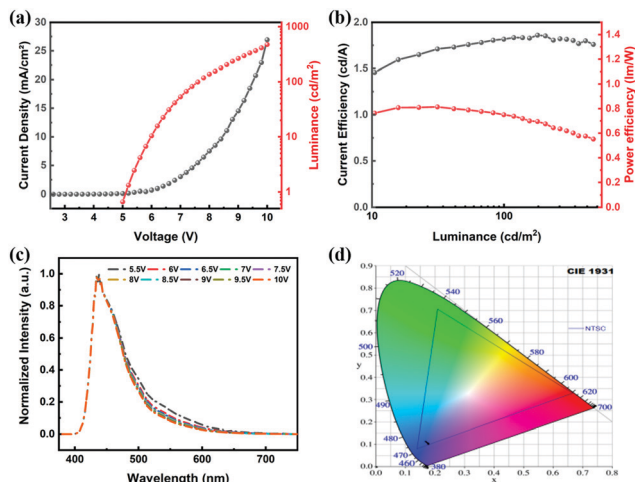 (a)
Current Density (mA/cm²)
30
25
20
15
10
5
0
3 4 5 6 7 8 9 10
Voltage (V)
1000
100
10
1
Luminance (cd/m²)
(b)
Current Efficiency (cd/A)
2.0
1.5
1.0
0.5
0.0
10 100
Luminance (cd/m²)
1.4
1.2
1.0
0.8
0.6
0.4
0.2
0.0
Power efficiency (lm/W)
(c)
Normalized Intensity (a.u.)
1.0
0.8
0.6
0.4
0.2
0.0
5.5V 6V 6.5V 7V 7.5V
8V 8.5V 9V 9.5V 10V
400 500 600 700
Wavelength (nm)
(d)
CIE 1931
NTSC
y
0.9
0.8
0.7
0.6
0.5
0.4
0.3
0.2
0.1
0.0
520
540
560
580
600
620
700
500
490
480
470
460
380
0.0 0.1 0.2 0.3 0.4 0.5 0.6 0.7 0.8
x